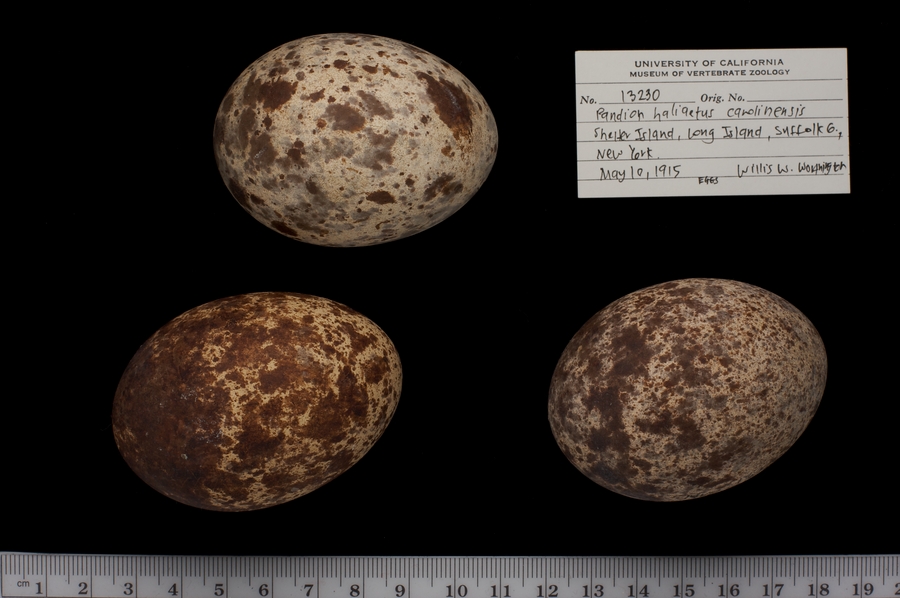 UNIVERSITY OF CALIFORNIA
MUSEUM OF VERTEBRATE ZOOLOGY
No. 13230 Orig. No.
Pandion haliaetus carolinensis
Shelter Island, Long Island, Suffolk Co.,
New York.
May 10, 1915 EGGS Willis W. Worthington
cm 1 2 3 4 5 6 7 8 9 10 11 12 13 14 15 16 17 18 19